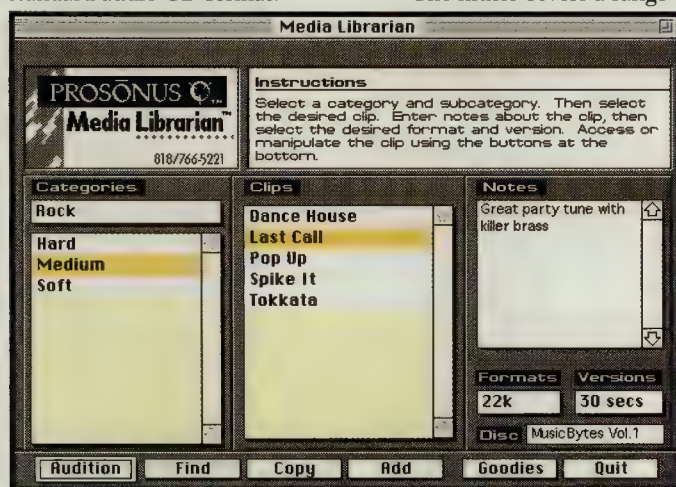 Media Librarian
PROSŌNUS
Media Librarian™
818/766-5221
Instructions
Select a category and subcategory. Then select
the desired clip. Enter notes about the clip, then
select the desired format and version. Access or
manipulate the clip using the buttons at the
bottom.
Categories
Rock
Hard
Medium
Soft
Clips
Dance House
Last Call
Pop Up
Spike It
Tokkata
Notes
Great party tune with
killer brass
Formats
Versions
22k
30 secs
Disc
MusicBytes Vol.1
Audition
Find
Copy
Add
Goodies
Quit